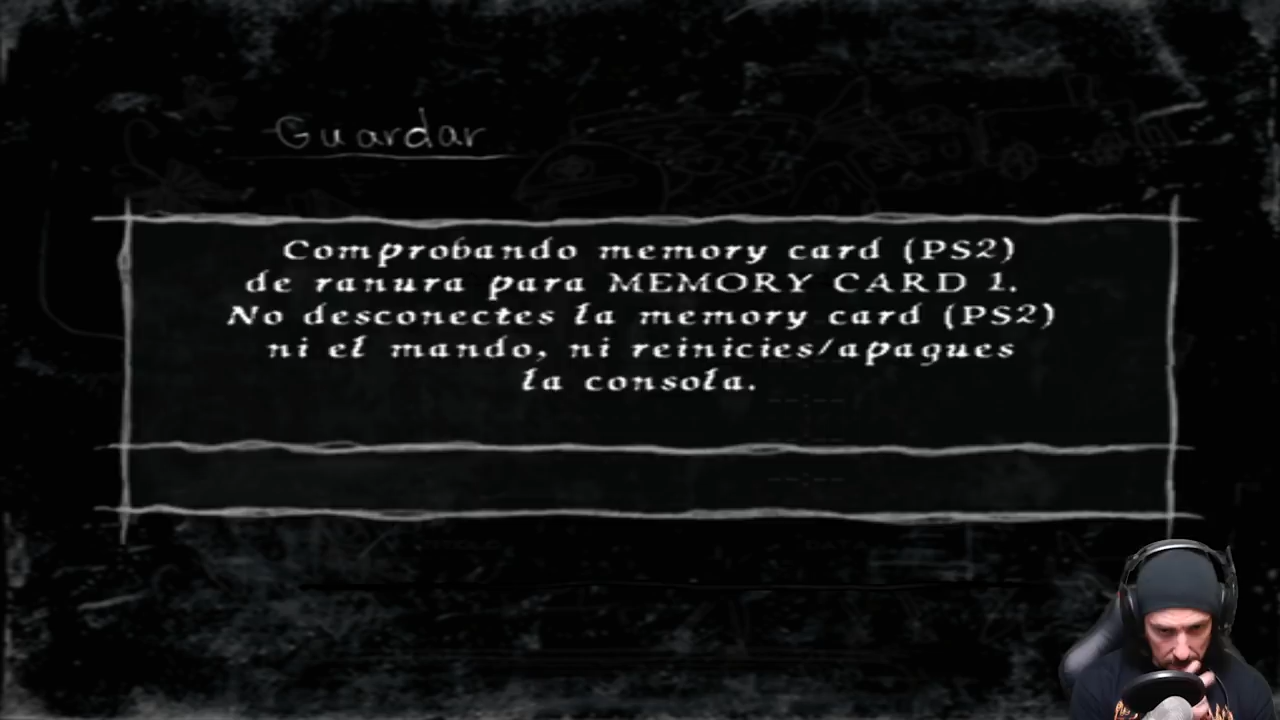 Guardar
Comprobando memory card (PS2)
de ranura para MEMORY CARD 1.
No desconectes la memory card (PS2)
ni el mando, ni reinicies/apagues
la consola.